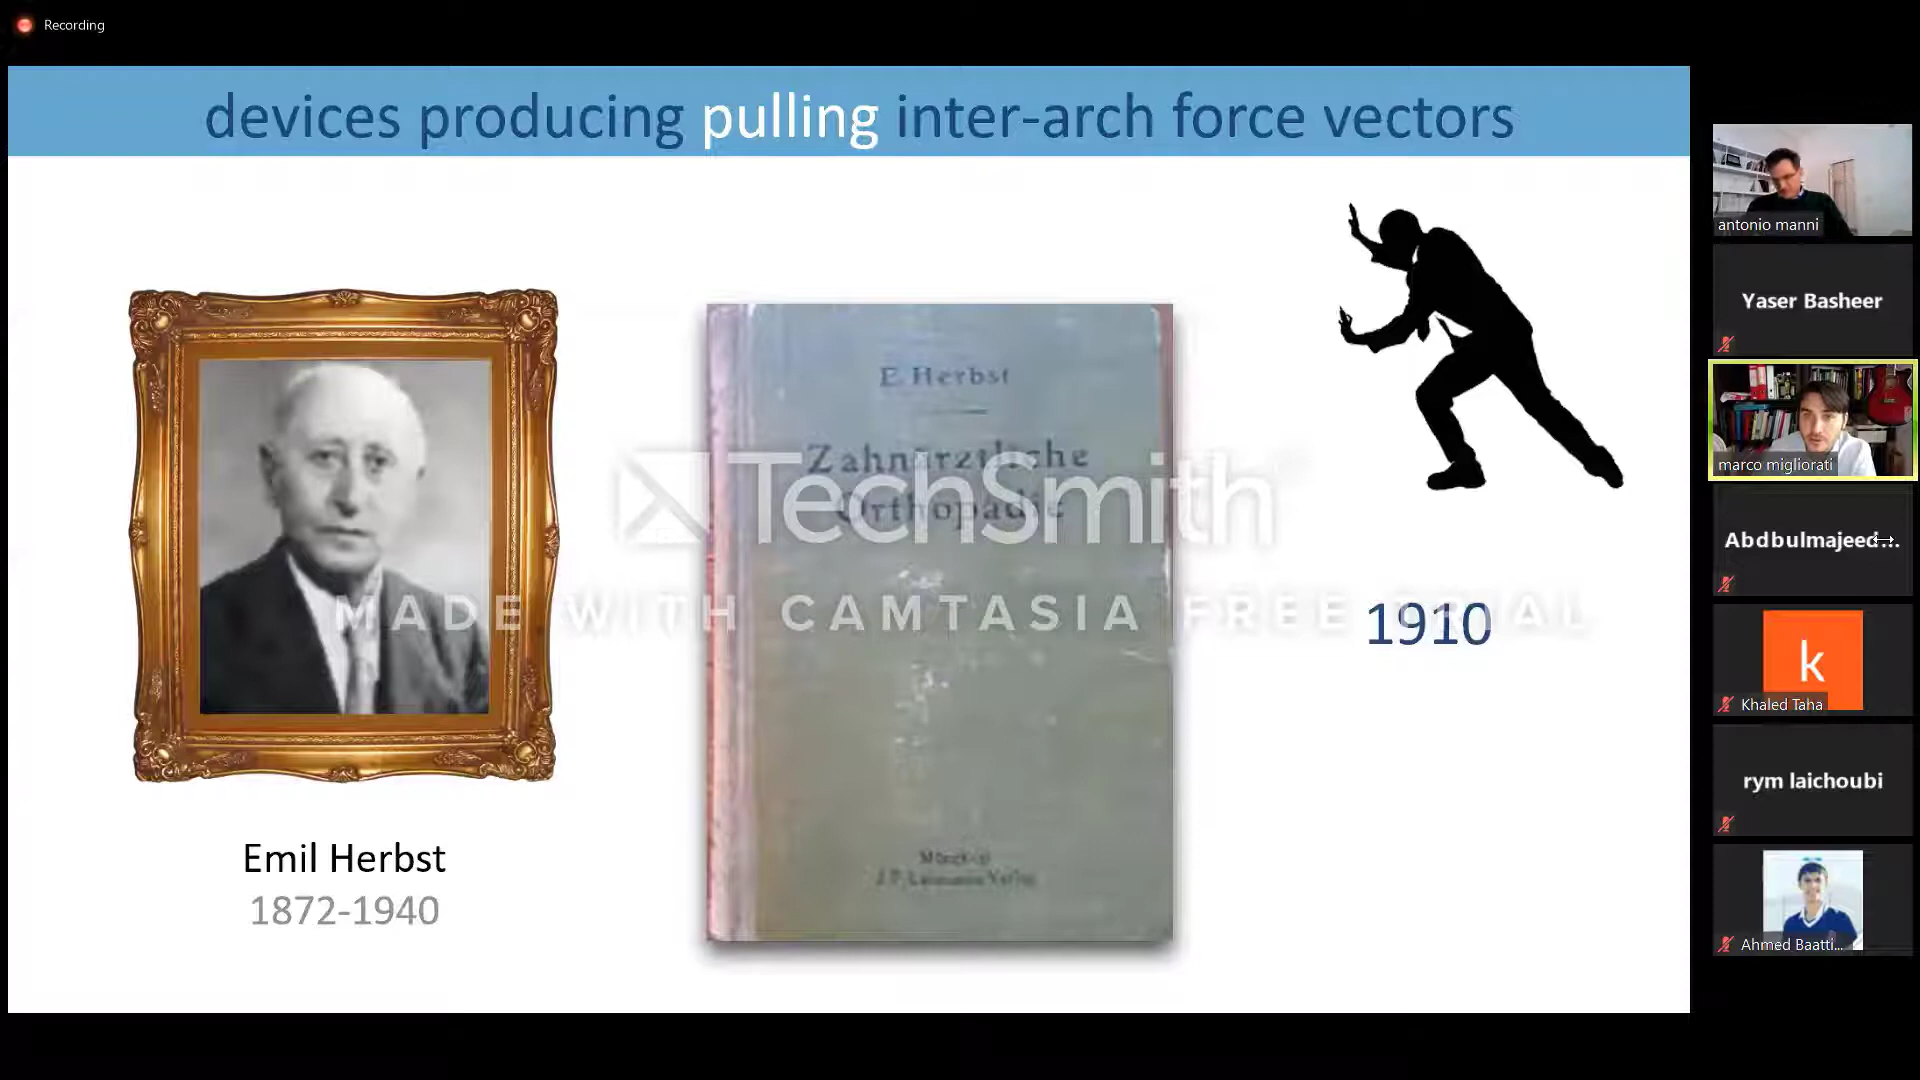 Recording
devices producing pulling inter-arch force vectors
E. Herbst
Zahnärztliche
Orthopädie
TechSmith
MADE WITH CAMTASIA FREE TRIAL
1910
Emil Herbst
1872-1940
antonio manni
Yaser Basheer
marco migliorati
Abdbulmajeed...
k
Khaled Taha
rym laichoubi
Ahmed Baatti...